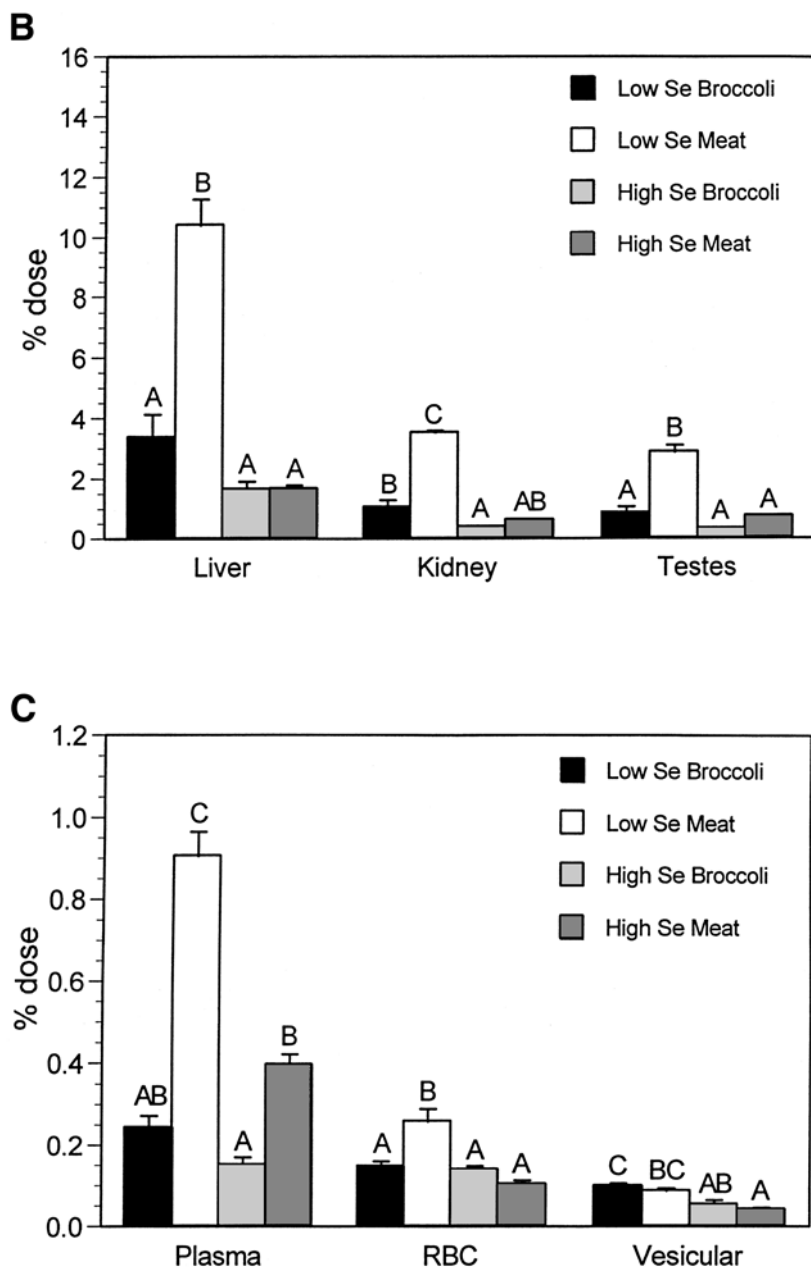 B
16
14
12
10
8
6
4
2
0
% dose
Low Se Broccoli
Low Se Meat
High Se Broccoli
High Se Meat
A B A A
B C A AB
A B A A
Liver Kidney Testes
C
1.2
1.0
0.8
0.6
0.4
0.2
0.0
% dose
Low Se Broccoli
Low Se Meat
High Se Broccoli
High Se Meat
AB C A B
A B A A
C BC AB A
Plasma RBC Vesicular